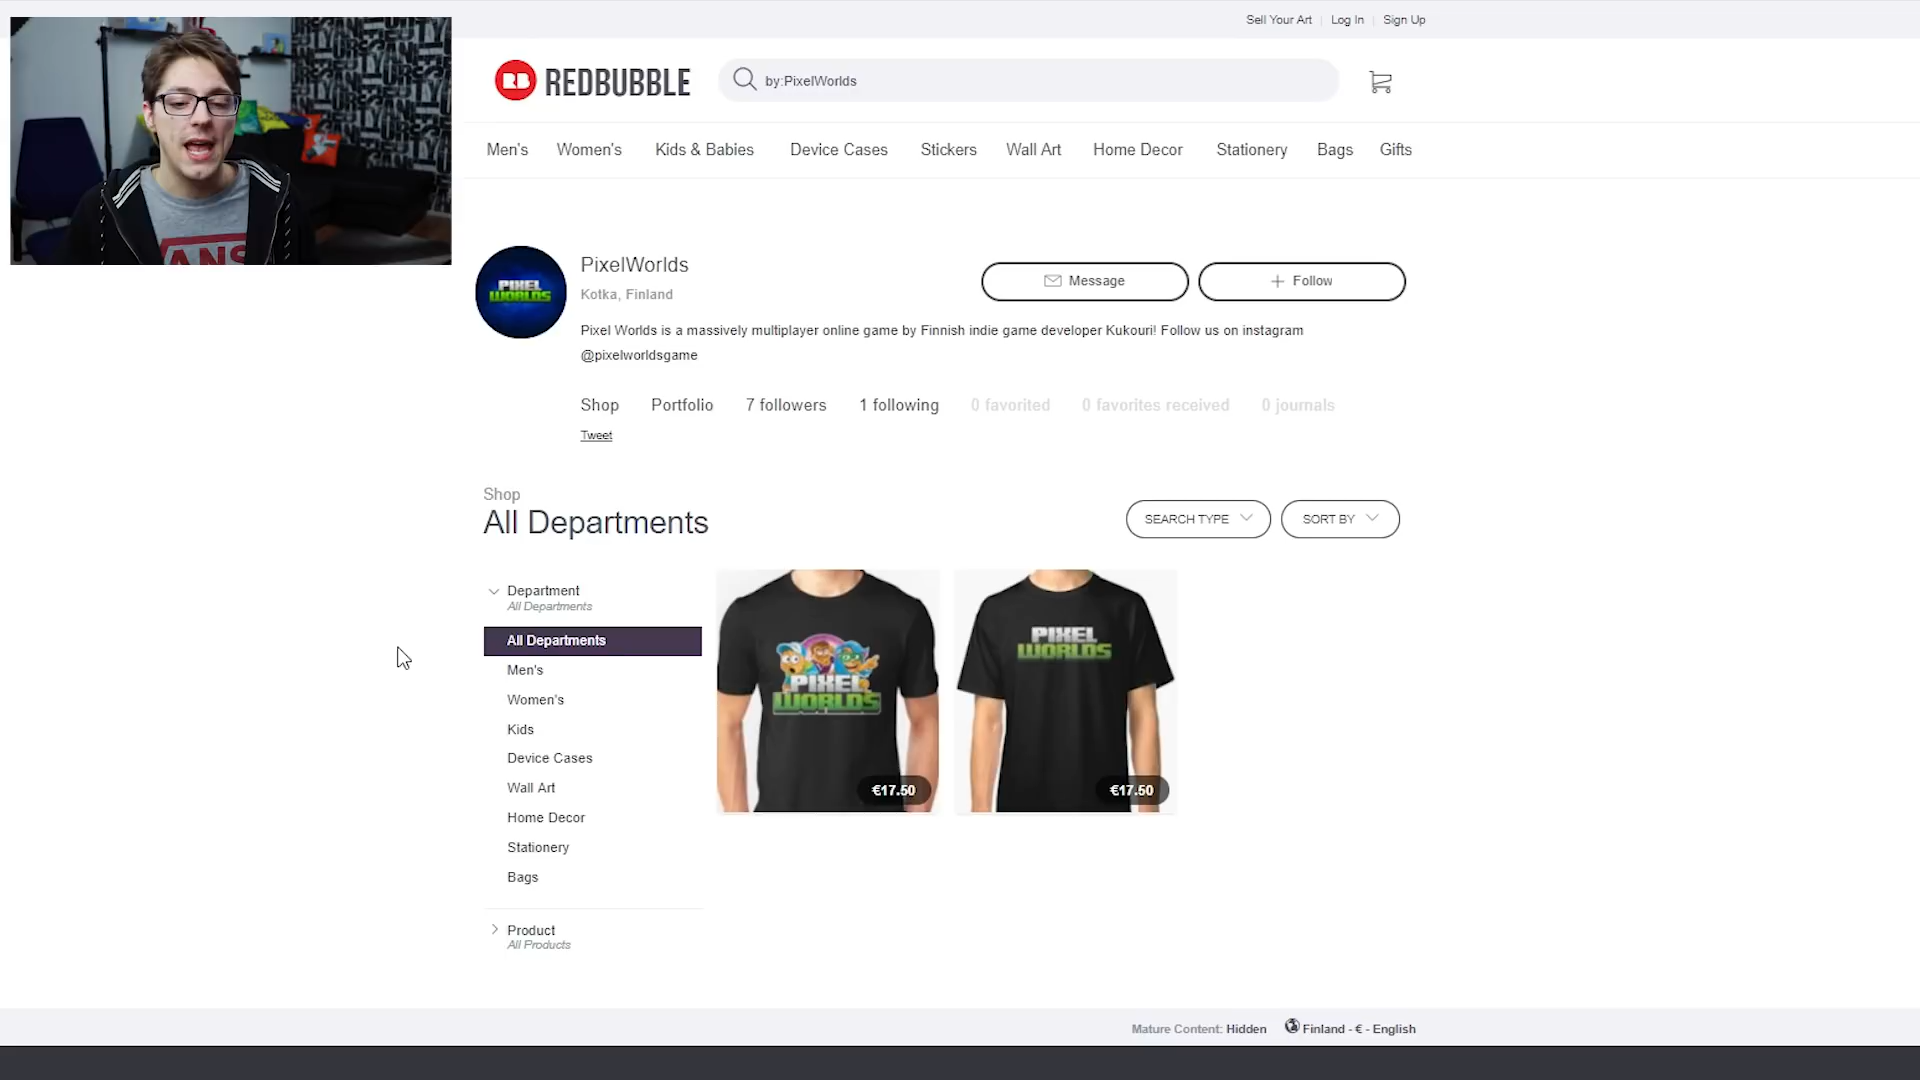 Sell Your Art
Log In
Sign Up
RB REDBUBBLE
by:PixelWorlds
Men's
Women's
Kids & Babies
Device Cases
Stickers
Wall Art
Home Decor
Stationery
Bags
Gifts
ANS
PIXEL
WORLDS
PixelWorlds
Kotka, Finland
Message
Follow
Pixel Worlds is a massively multiplayer online game by Finnish indie game developer Kukouri! Follow us on instagram
@pixelworldsgame
Shop
Portfolio
7 followers
1 following
0 favorited
0 favorites received
0 journals
Tweet
Shop
All Departments
SEARCH TYPE
SORT BY
Department
All Departments
All Departments
Men's
Women's
Kids
Device Cases
Wall Art
Home Decor
Stationery
Bags
Product
All Products
PIXEL
WORLDS
€17.50
PIXEL
WORLDS
€17.50
Mature Content: Hidden
Finland - € - English